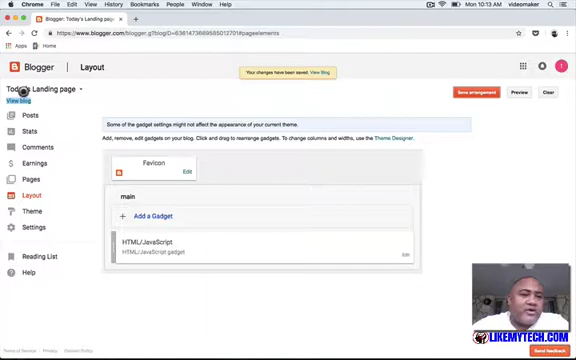 Chrome File Edit View History Bookmarks People Window Help
Mon 10:13 AM videomaker
Blogger: Today's Landing page
https://www.blogger.com/blogger.g?blogID=6361473668958501270#pageelements
Apps Home
Blogger Layout
Your changes have been saved. View Blog
Today's Landing page
View blog
Save arrangement Preview Clear
Posts
Stats
Comments
Earnings
Pages
Layout
Theme
Settings
Reading List
Help
Some of the gadget settings might not affect the appearance of your current theme.
Add, remove, edit gadgets on your blog. Click and drag to rearrange gadgets. To change columns and widths, use the Theme Designer.
Favicon
Edit
main
Add a Gadget
HTML/JavaScript
HTML/JavaScript gadget
Edit
LIKEMYTECH.COM
Terms of Service Privacy Content Policy
Send feedback